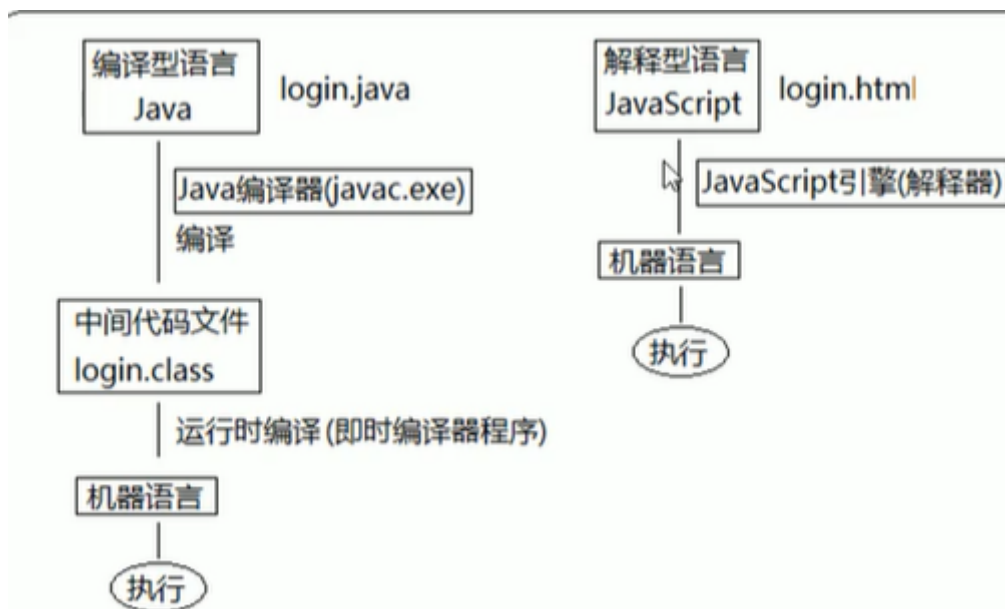 编译型语言
Java
login.java
Java编译器(javac.exe)
编译
中间代码文件
login.class
运行时编译(即时编译器程序)
机器语言
执行
解释型语言
JavaScript
login.html
JavaScript引擎(解释器)
机器语言
执行